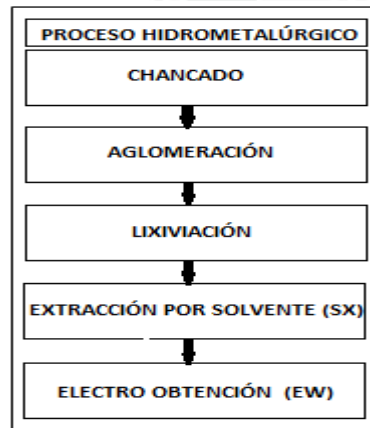 PROCESO HIDROMETALÚRGICO
CHANCADO
AGLOMERACIÓN
LIXIVIACIÓN
EXTRACCIÓN POR SOLVENTE (SX)
ELECTRO OBTENCIÓN (EW)